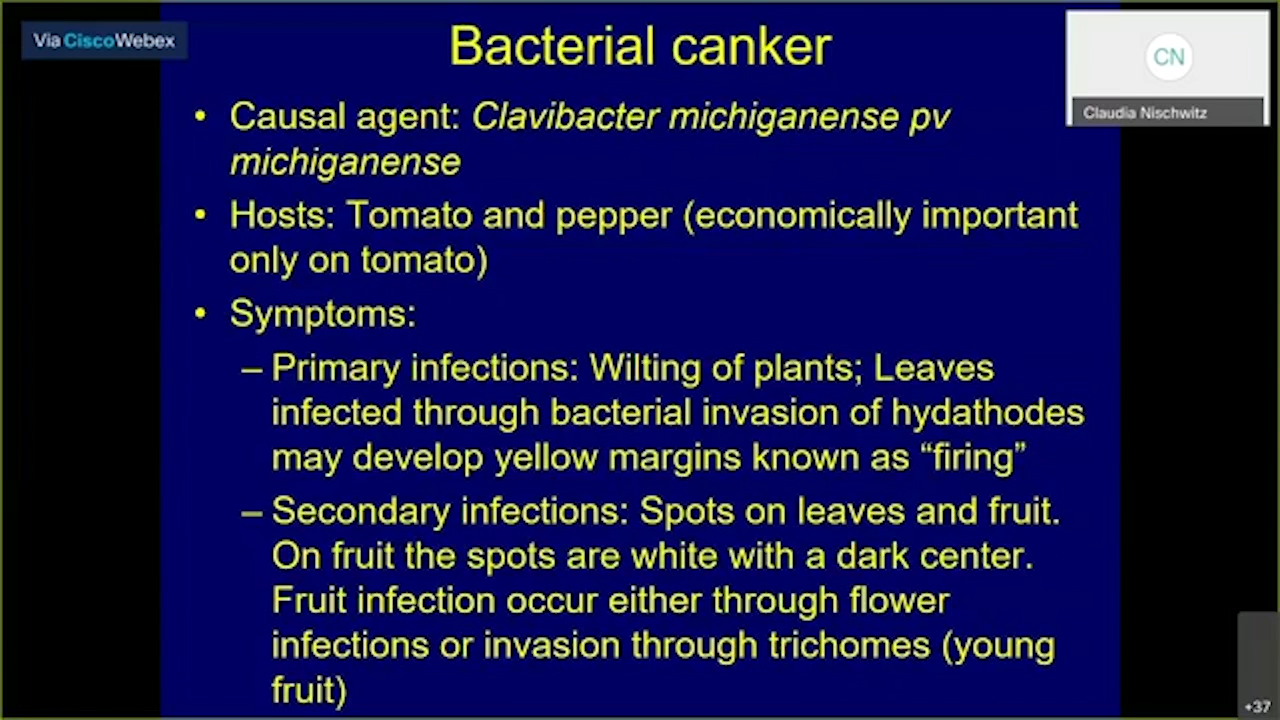 Via CiscoWebex
Bacterial canker
CN
Claudia Nischwitz
• Causal agent: Clavibacter michiganense pv
michiganense
• Hosts: Tomato and pepper (economically important
only on tomato)
• Symptoms:
– Primary infections: Wilting of plants; Leaves
infected through bacterial invasion of hydathodes
may develop yellow margins known as “firing”
– Secondary infections: Spots on leaves and fruit.
On fruit the spots are white with a dark center.
Fruit infection occur either through flower
infections or invasion through trichomes (young
fruit)
+37